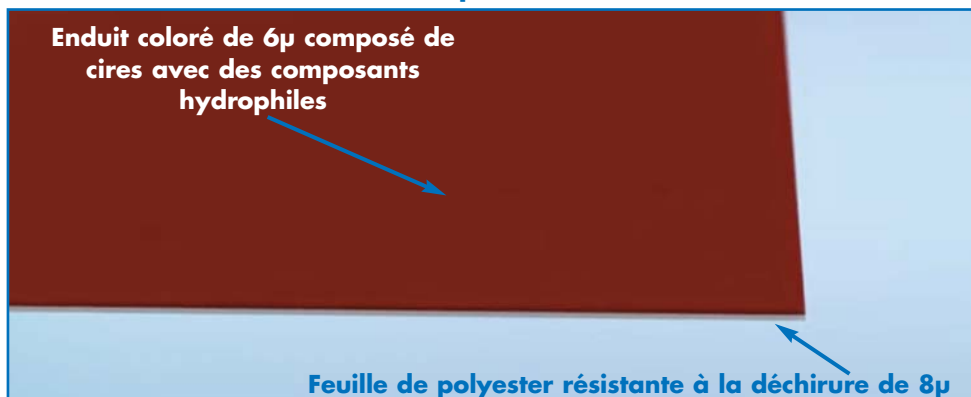 Enduit coloré de 6µ composé de
cires avec des composants
hydrophiles
Feuille de polyester résistante à la déchirure de 8µ